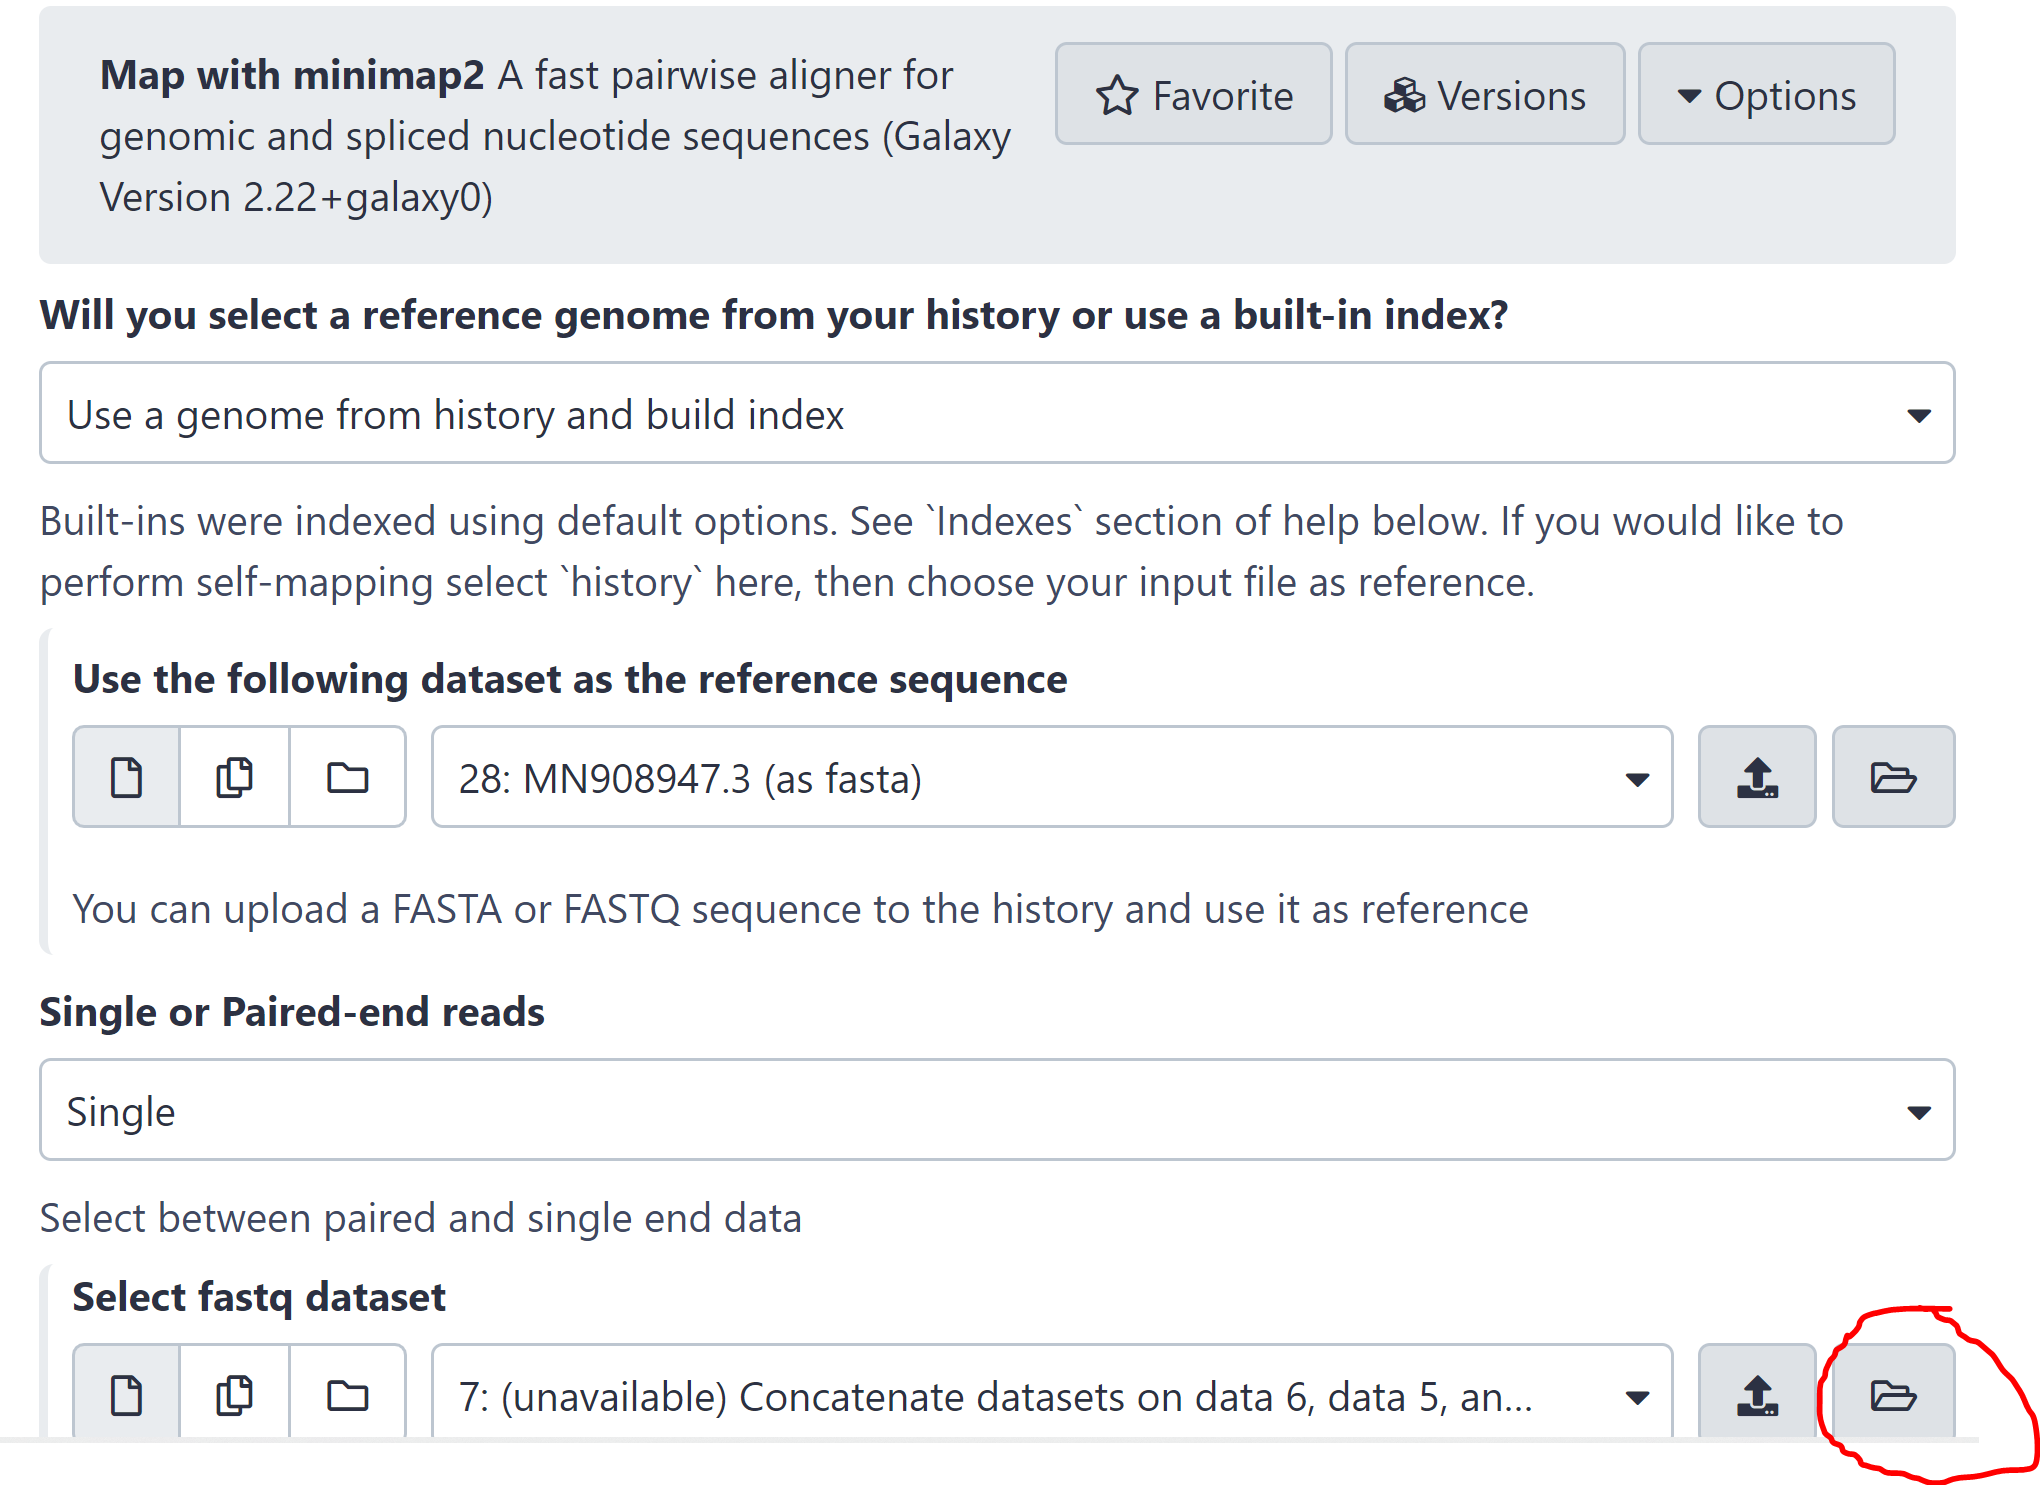 Map with minimap2 A fast pairwise aligner for
genomic and spliced nucleotide sequences (Galaxy
Version 2.22+galaxy0)
Favorite
Versions
Options
Will you select a reference genome from your history or use a built-in index?
Use a genome from history and build index
Built-ins were indexed using default options. See `Indexes` section of help below. If you would like to
perform self-mapping select `history` here, then choose your input file as reference.
Use the following dataset as the reference sequence
28: MN908947.3 (as fasta)
You can upload a FASTA or FASTQ sequence to the history and use it as reference
Single or Paired-end reads
Single
Select between paired and single end data
Select fastq dataset
7: (unavailable) Concatenate datasets on data 6, data 5, an...